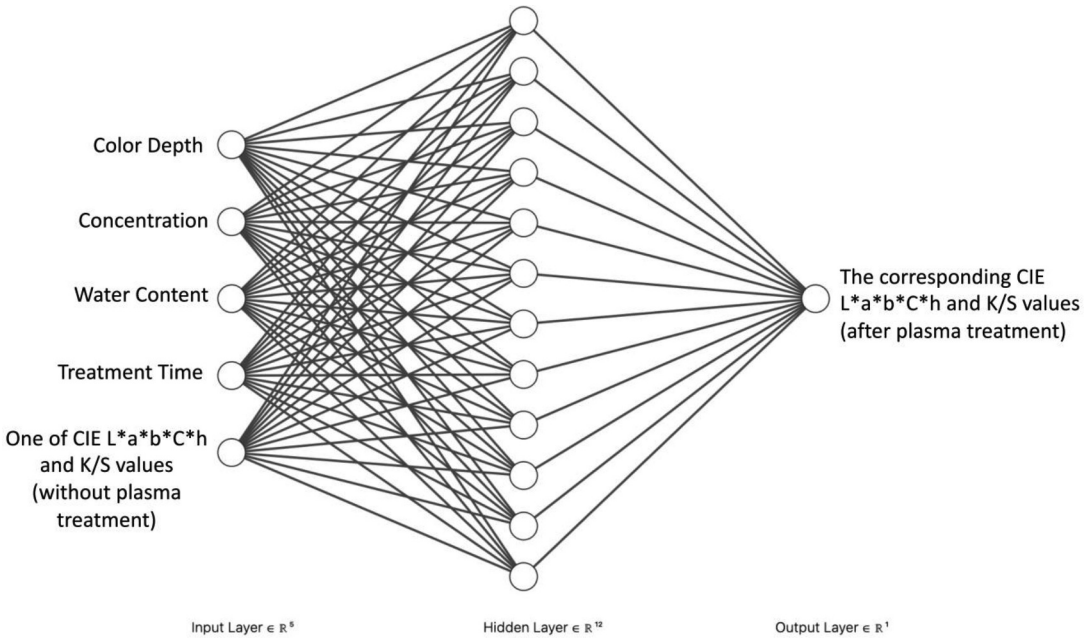 Color Depth
Concentration
Water Content
Treatment Time
One of CIE L*a*b*C*h
and K/S values
(without plasma
treatment)
The corresponding CIE
L*a*b*C*h and K/S values
(after plasma treatment)
Input Layer ∈ ℝ⁵
Hidden Layer ∈ ℝ¹²
Output Layer ∈ ℝ¹